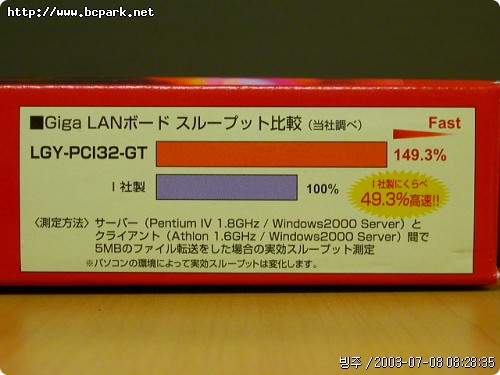 http://www.bcpark.net
■Giga LANボード スループット比較（当社調べ）
Fast
LGY-PCI32-GT
149.3%
I 社製
100%
I 社製にくらべ
49.3%高速!!
〈測定方法〉サーバー（Pentium IV 1.8GHz / Windows2000 Server）と
クライアント（Athlon 1.6GHz / Windows2000 Server）間で
5MBのファイル転送をした場合の実効スループット測定
※パソコンの環境によって実効スループットは変化します。
빙주 / 2003-07-08 08:28:35